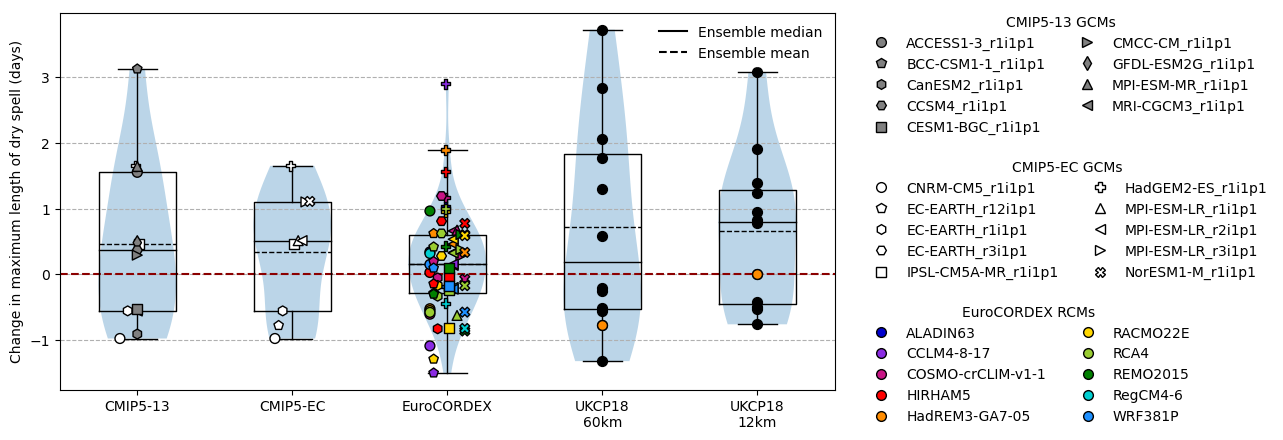 Change in maximum length of dry spell (days)
3
2
1
0
−1
Ensemble median
Ensemble mean
CMIP5-13
CMIP5-EC
EuroCORDEX
UKCP18
60km
UKCP18
12km
CMIP5-13 GCMs
ACCESS1-3_r1i1p1
BCC-CSM1-1_r1i1p1
CanESM2_r1i1p1
CCSM4_r1i1p1
CESM1-BGC_r1i1p1
CMCC-CM_r1i1p1
GFDL-ESM2G_r1i1p1
MPI-ESM-MR_r1i1p1
MRI-CGCM3_r1i1p1
CMIP5-EC GCMs
CNRM-CM5_r1i1p1
EC-EARTH_r12i1p1
EC-EARTH_r1i1p1
EC-EARTH_r3i1p1
IPSL-CM5A-MR_r1i1p1
HadGEM2-ES_r1i1p1
MPI-ESM-LR_r1i1p1
MPI-ESM-LR_r2i1p1
MPI-ESM-LR_r3i1p1
NorESM1-M_r1i1p1
EuroCORDEX RCMs
ALADIN63
CCLM4-8-17
COSMO-crCLIM-v1-1
HIRHAM5
HadREM3-GA7-05
RACMO22E
RCA4
REMO2015
RegCM4-6
WRF381P